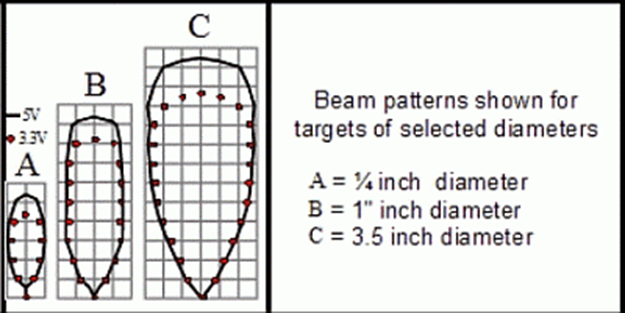 C
B
5V
3.3V
A
Beam patterns shown for
targets of selected diameters
A = ¼ inch diameter
B = 1" inch diameter
C = 3.5 inch diameter